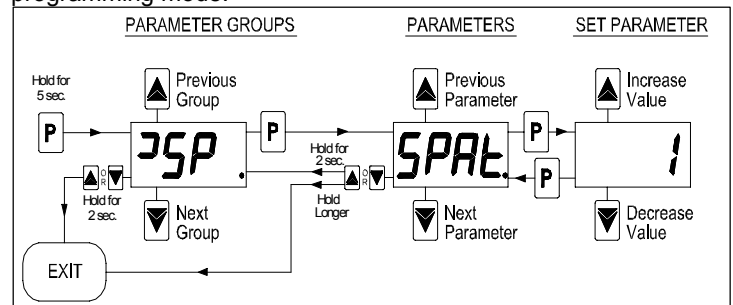 programming mode.
PARAMETER GROUPS
PARAMETERS
SET PARAMETER
Hold for
5 sec.
P
Previous
Group
SP.
Next
Group
P
OR
Hold for
2 sec.
EXIT
Hold for
2 sec.
OR
Hold
Longer
Previous
Parameter
SPAt.
Next
Parameter
P
P
Increase
Value
1
Decrease
Value